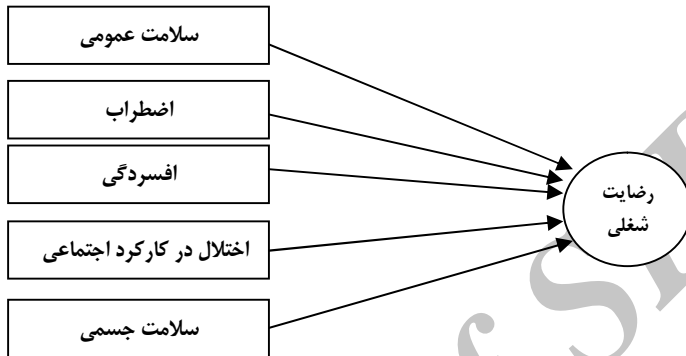 سلامت عمومی
اضطراب
افسردگی
اختلال در کارکرد اجتماعی
سلامت جسمی
رضایت
شغلی